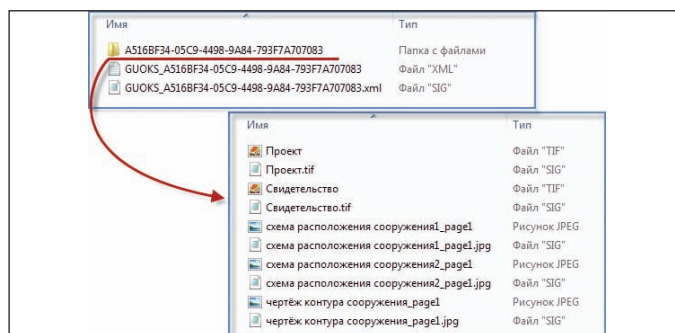 Имя Тип
A516BF34-05C9-4498-9A84-793F7A707083 Папка с файлами
GUOKS_A516BF34-05C9-4498-9A84-793F7A707083 Файл "XML"
GUOKS_A516BF34-05C9-4498-9A84-793F7A707083.xml Файл "SIG"
Имя Тип
Проект Файл "TIF"
Проект.tif Файл "SIG"
Свидетельство Файл "TIF"
Свидетельство.tif Файл "SIG"
схема расположения сооружения1_page1 Рисунок JPEG
схема расположения сооружения1_page1.jpg Файл "SIG"
схема расположения сооружения2_page1 Рисунок JPEG
схема расположения сооружения2_page1.jpg Файл "SIG"
чертёж контура сооружения_page1 Рисунок JPEG
чертёж контура сооружения_page1.jpg Файл "SIG"